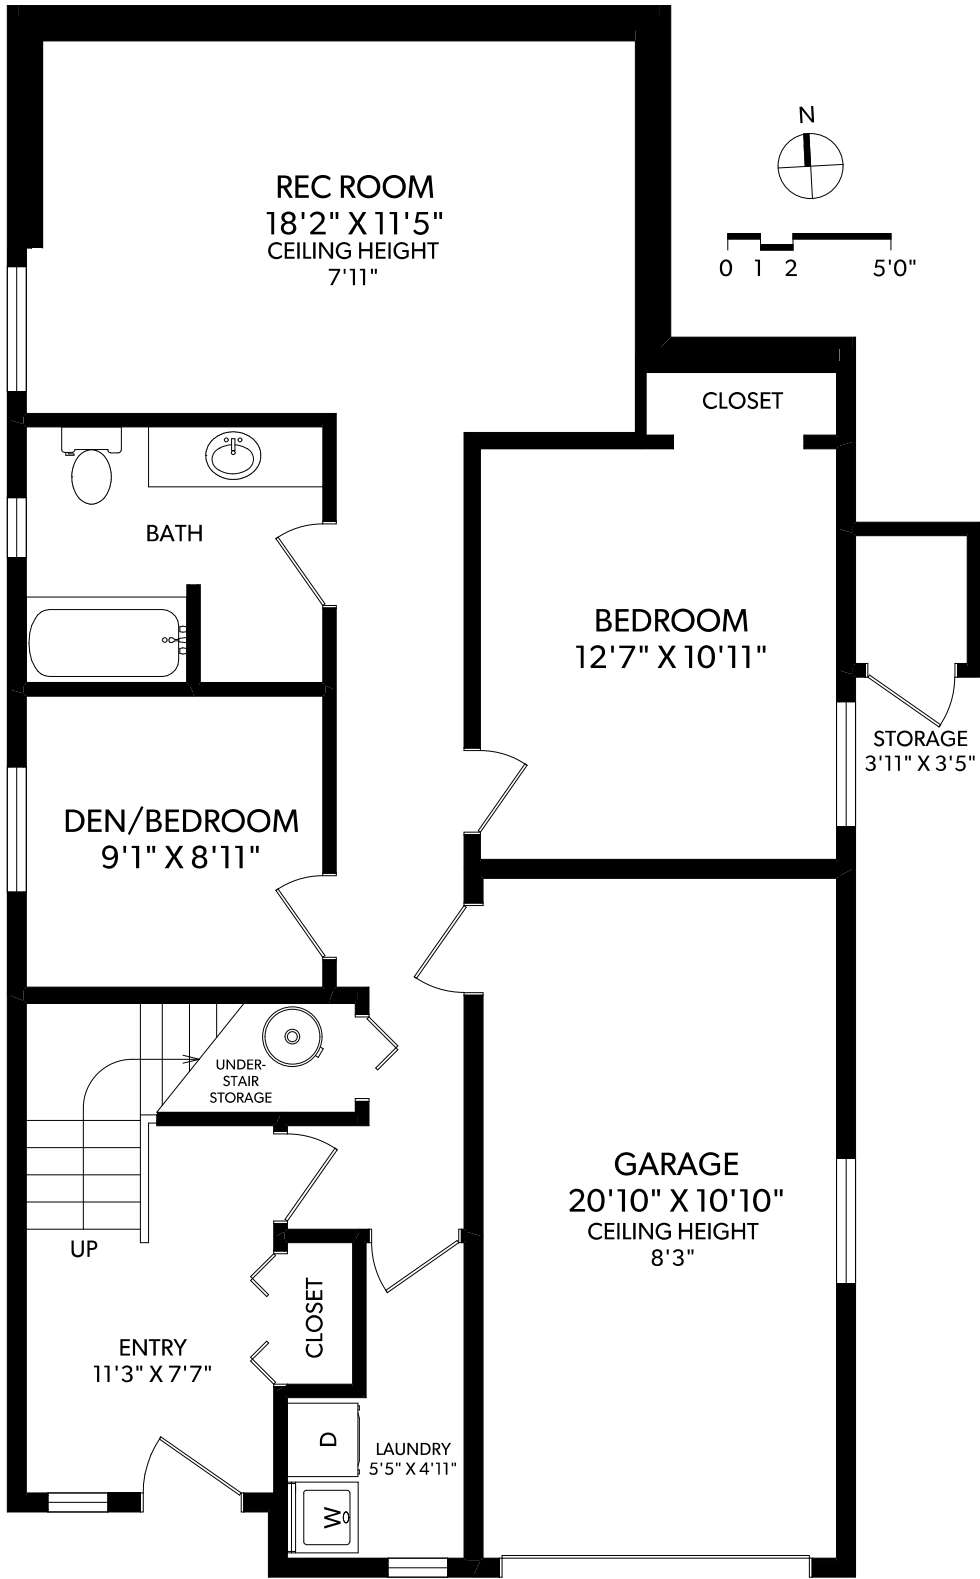 N
0 1 2 5'0"
REC ROOM
18'2" X 11'5"
CEILING HEIGHT
7'11"
CLOSET
BATH
BEDROOM
12'7" X 10'11"
STORAGE
3'11" X 3'5"
DEN/BEDROOM
9'1" X 8'11"
UNDER-
STAIR
STORAGE
UP
GARAGE
20'10" X 10'10"
CEILING HEIGHT
8'3"
CLOSET
ENTRY
11'3" X 7'7"
D
LAUNDRY
5'5" X 4'11"
W